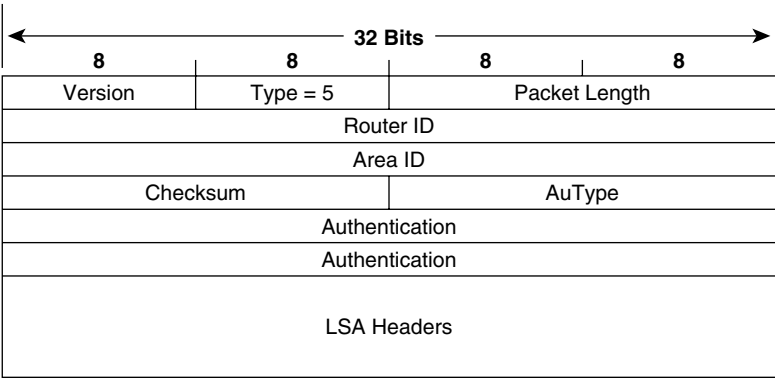 32 Bits
8 8 8 8
Version Type = 5 Packet Length
Router ID
Area ID
Checksum AuType
Authentication
Authentication
LSA Headers